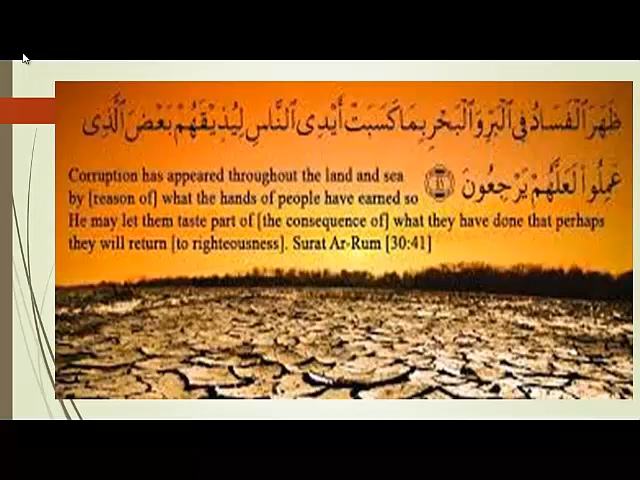 ظَهَرَ ٱلْفَسَادُ فِى ٱلْبَرِّ وَٱلْبَحْرِ بِمَا كَسَبَتْ أَيْدِى ٱلنَّاسِ لِيُذِيقَهُم بَعْضَ ٱلَّذِى
عَمِلُوا۟ لَعَلَّهُمْ يَرْجِعُونَ
Corruption has appeared throughout the land and sea
by [reason of] what the hands of people have earned so
He may let them taste part of [the consequence of] what they have done that perhaps
they will return [to righteousness]. Surat Ar-Rum [30:41]